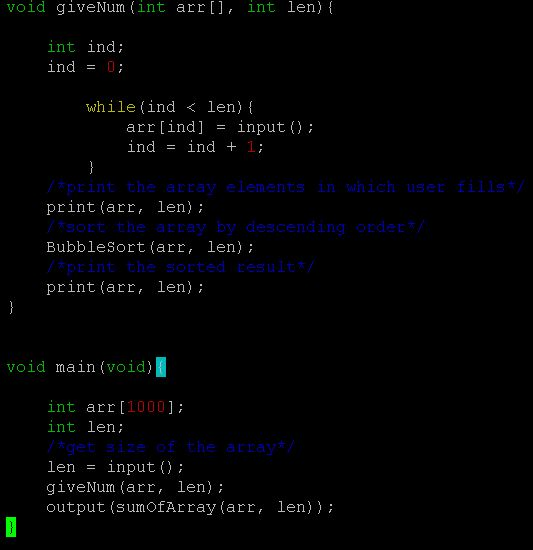 void giveNum(int arr[], int len){
int ind;
ind = 0;
while(ind < len){
arr[ind] = input();
ind = ind + 1;
}
/*print the array elements in which user fills*/
print(arr, len);
/*sort the array by descending order*/
BubbleSort(arr, len);
/*print the sorted result*/
print(arr, len);
}
void main(void){
int arr[1000];
int len;
/*get size of the array*/
len = input();
giveNum(arr, len);
output(sumOfArray(arr, len));
}